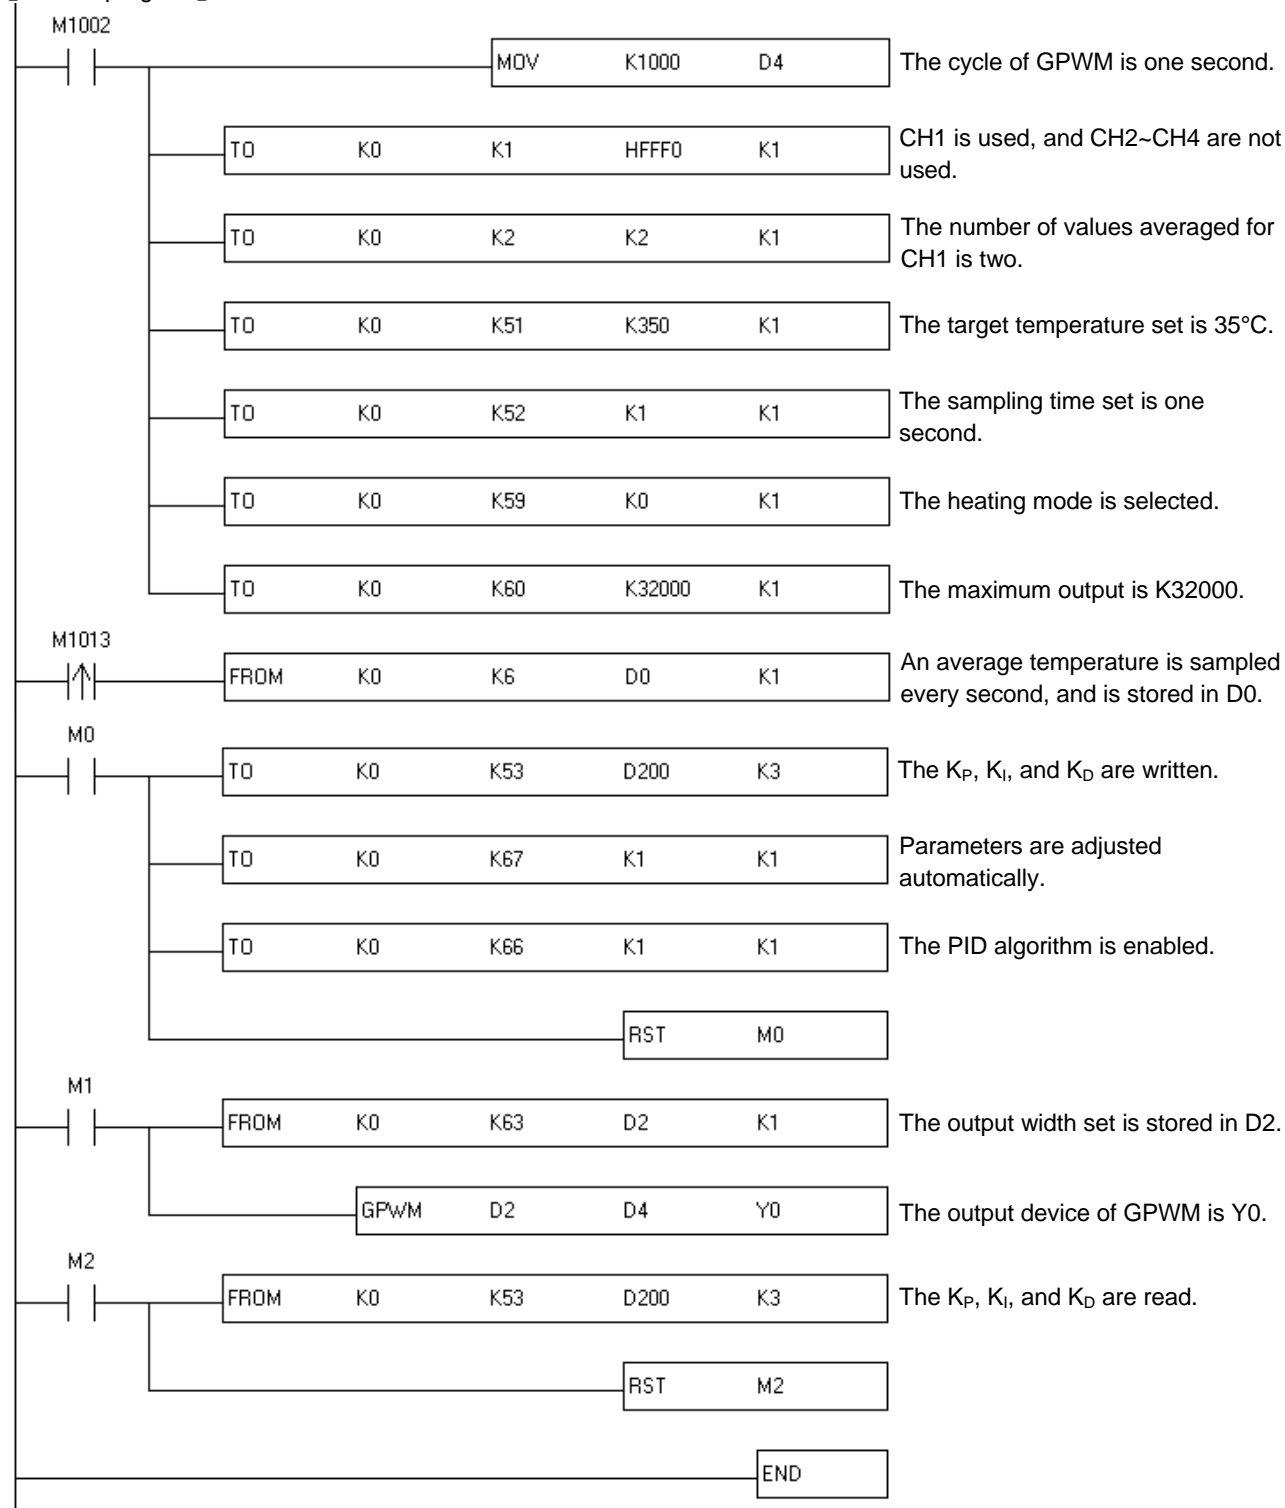 M1002
MOV K1000 D4 The cycle of GPWM is one second.
TO K0 K1 HFFF0 K1 CH1 is used, and CH2~CH4 are not
used.
TO K0 K2 K2 K1 The number of values averaged for
CH1 is two.
TO K0 K51 K350 K1 The target temperature set is 35°C.
TO K0 K52 K1 K1 The sampling time set is one
second.
TO K0 K59 K0 K1 The heating mode is selected.
TO K0 K60 K32000 K1 The maximum output is K32000.
M1013
FROM K0 K6 D0 K1 An average temperature is sampled
every second, and is stored in D0.
M0
TO K0 K53 D200 K3 The KP, KI, and KD are written.
TO K0 K67 K1 K1 Parameters are adjusted
automatically.
TO K0 K66 K1 K1 The PID algorithm is enabled.
RST M0
M1
FROM K0 K63 D2 K1 The output width set is stored in D2.
GPWM D2 D4 Y0 The output device of GPWM is Y0.
M2
FROM K0 K53 D200 K3 The KP, KI, and KD are read.
RST M2
END